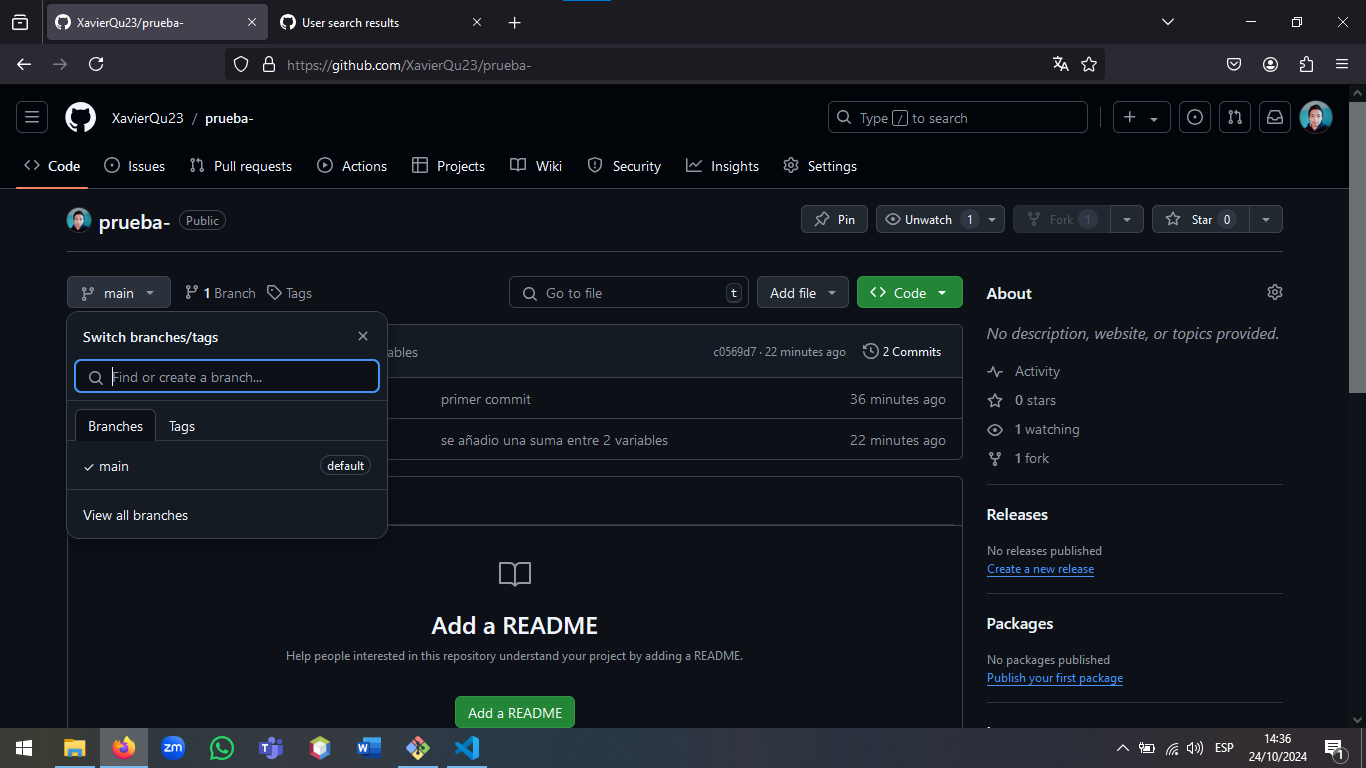 XavierQu23/prueba-
User search results
https://github.com/XavierQu23/prueba-
XavierQu23 / prueba-
Type / to search
Code
Issues
Pull requests
Actions
Projects
Wiki
Security
Insights
Settings
prueba-
Public
Pin
Unwatch 1
Fork 1
Star 0
main
1 Branch
Tags
Go to file
t
Add file
Code
Switch branches/tags
Find or create a branch...
Branches
Tags
main
default
View all branches
ables
c0569d7 · 22 minutes ago
2 Commits
primer commit
36 minutes ago
se añadio una suma entre 2 variables
22 minutes ago
Add a README
Help people interested in this repository understand your project by adding a README.
Add a README
About
No description, website, or topics provided.
Activity
0 stars
1 watching
1 fork
Releases
No releases published
Create a new release
Packages
No packages published
Publish your first package
zm
ESP
14:36
24/10/2024
1